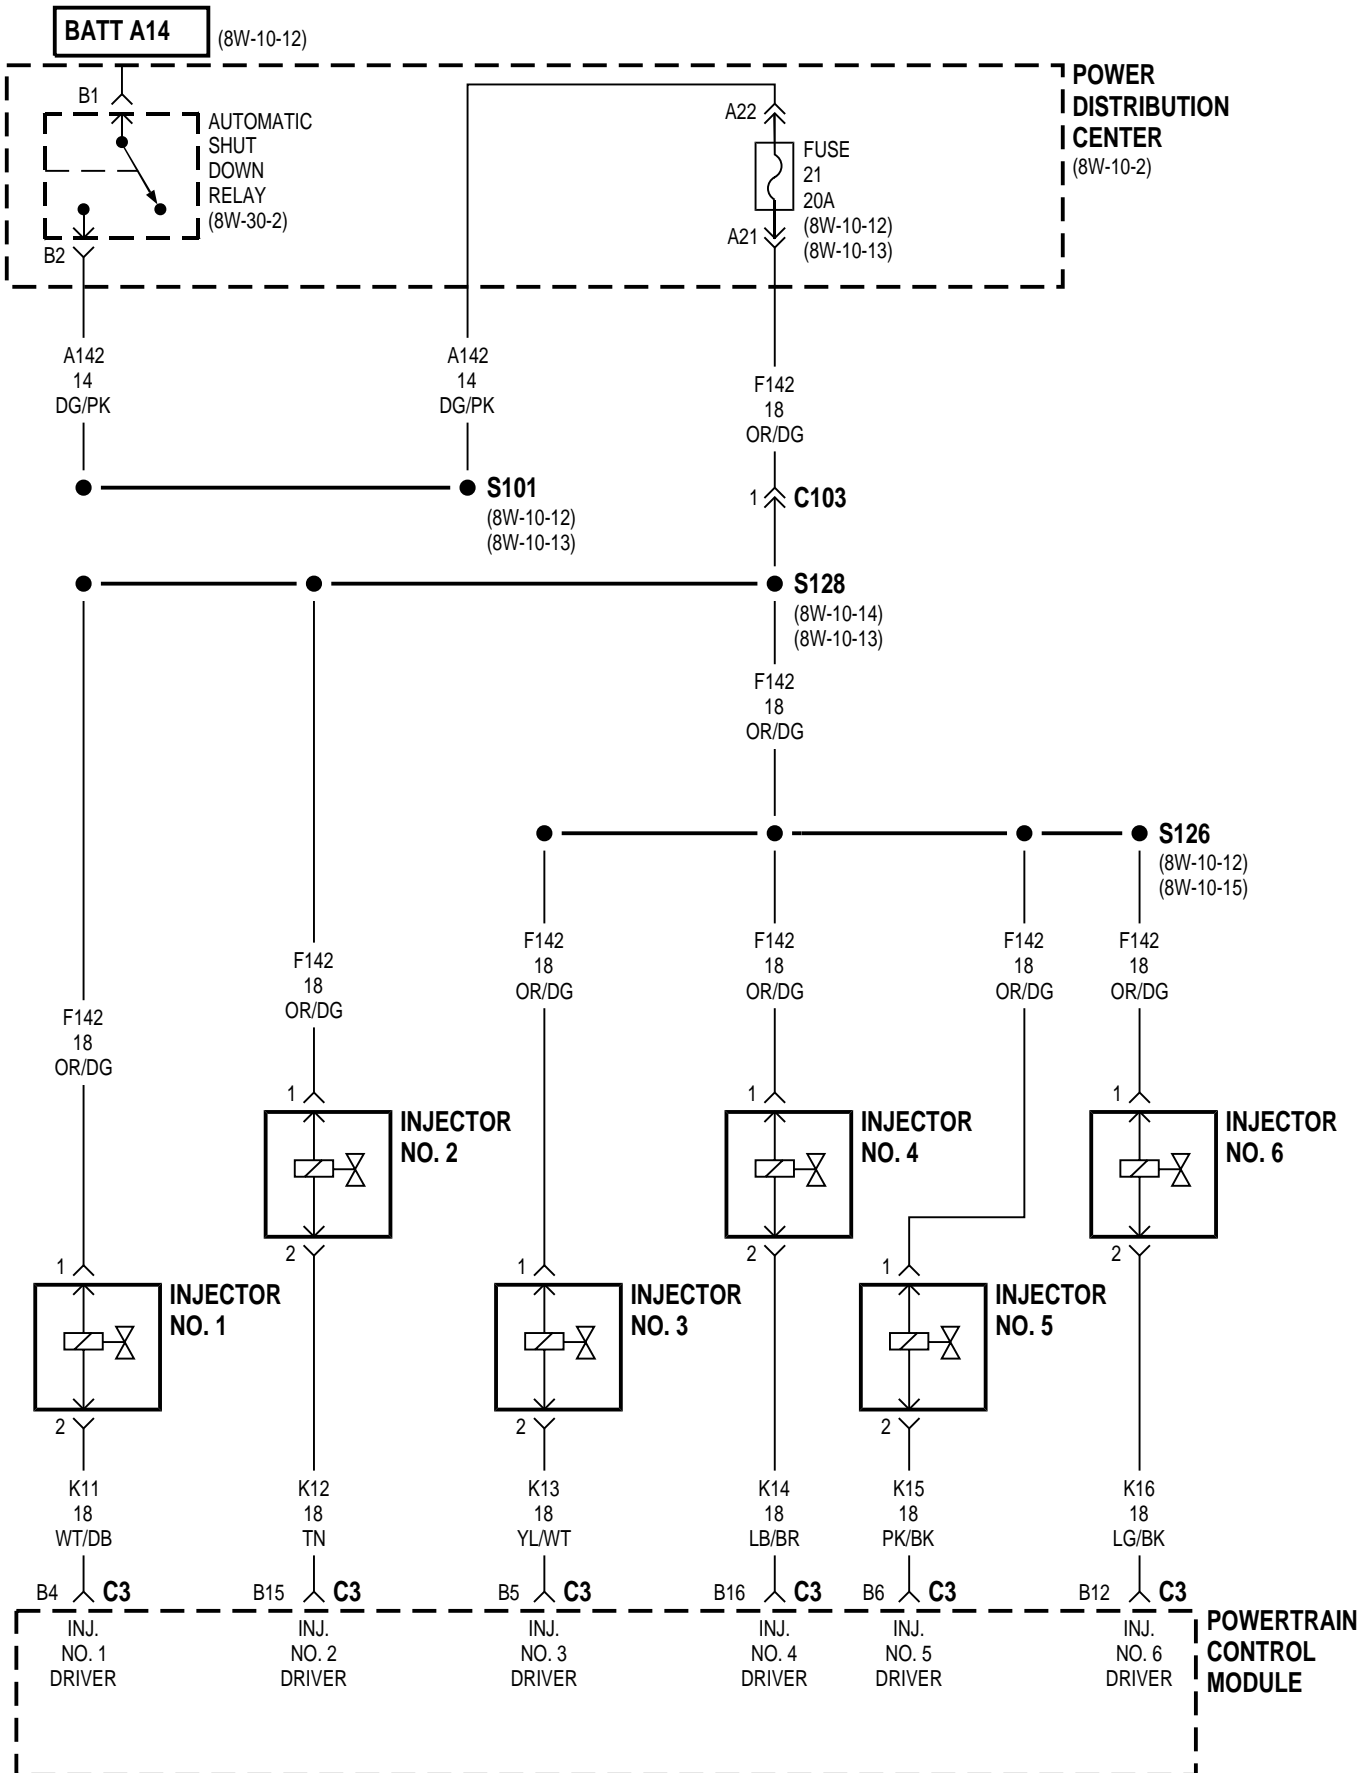 BATT A14
(8W-10-12)
POWER
DISTRIBUTION
CENTER
(8W-10-2)
B1
AUTOMATIC
SHUT
DOWN
RELAY
(8W-30-2)
B2
A22
FUSE
21
20A
(8W-10-12)
(8W-10-13)
A21
A142
14
DG/PK
A142
14
DG/PK
F142
18
OR/DG
S101
(8W-10-12)
(8W-10-13)
1
C103
S128
(8W-10-14)
(8W-10-13)
F142
18
OR/DG
S126
(8W-10-12)
(8W-10-15)
F142
18
OR/DG
F142
18
OR/DG
F142
18
OR/DG
F142
18
OR/DG
F142
18
OR/DG
F142
18
OR/DG
1
INJECTOR
NO. 2
2
1
INJECTOR
NO. 4
2
1
INJECTOR
NO. 6
2
1
INJECTOR
NO. 1
2
1
INJECTOR
NO. 3
2
1
INJECTOR
NO. 5
2
K11
18
WT/DB
K12
18
TN
K13
18
YL/WT
K14
18
LB/BR
K15
18
PK/BK
K16
18
LG/BK
B4 C3
B15 C3
B5 C3
B16 C3
B6 C3
B12 C3
INJ.
NO. 1
DRIVER
INJ.
NO. 2
DRIVER
INJ.
NO. 3
DRIVER
INJ.
NO. 4
DRIVER
INJ.
NO. 5
DRIVER
INJ.
NO. 6
DRIVER
POWERTRAIN
CONTROL
MODULE